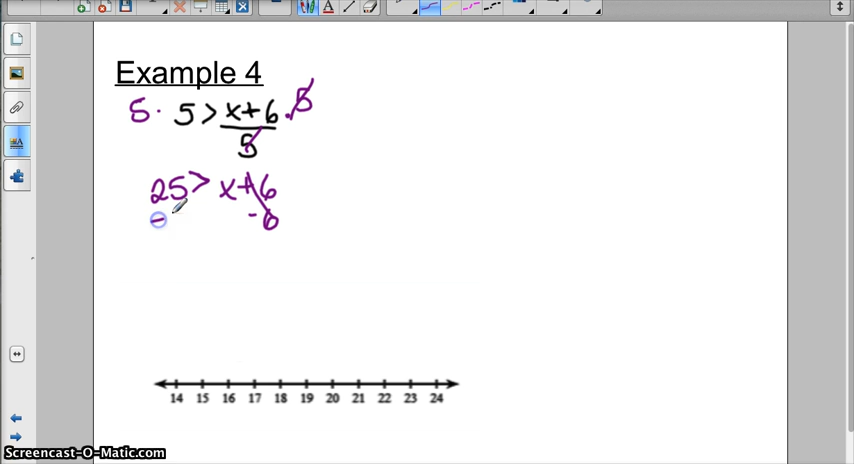 Example 4
5· 5 > x+6 ·5
5
25 > x+6
- -6
14 15 16 17 18 19 20 21 22 23 24
Screencast-O-Matic.com